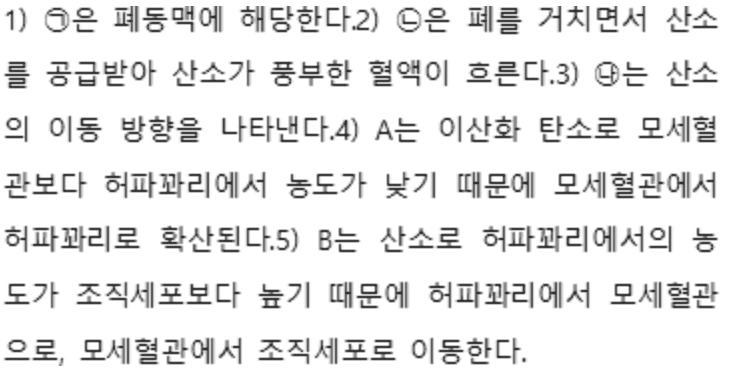 1) ㉠은 폐동맥에 해당한다.2) ㉡은 폐를 거치면서 산소
를 공급받아 산소가 풍부한 혈액이 흐른다.3) ㉯는 산소
의 이동 방향을 나타낸다.4) A는 이산화 탄소로 모세혈
관보다 허파꽈리에서 농도가 낮기 때문에 모세혈관에서
허파꽈리로 확산된다.5) B는 산소로 허파꽈리에서의 농
도가 조직세포보다 높기 때문에 허파꽈리에서 모세혈관
으로, 모세혈관에서 조직세포로 이동한다.